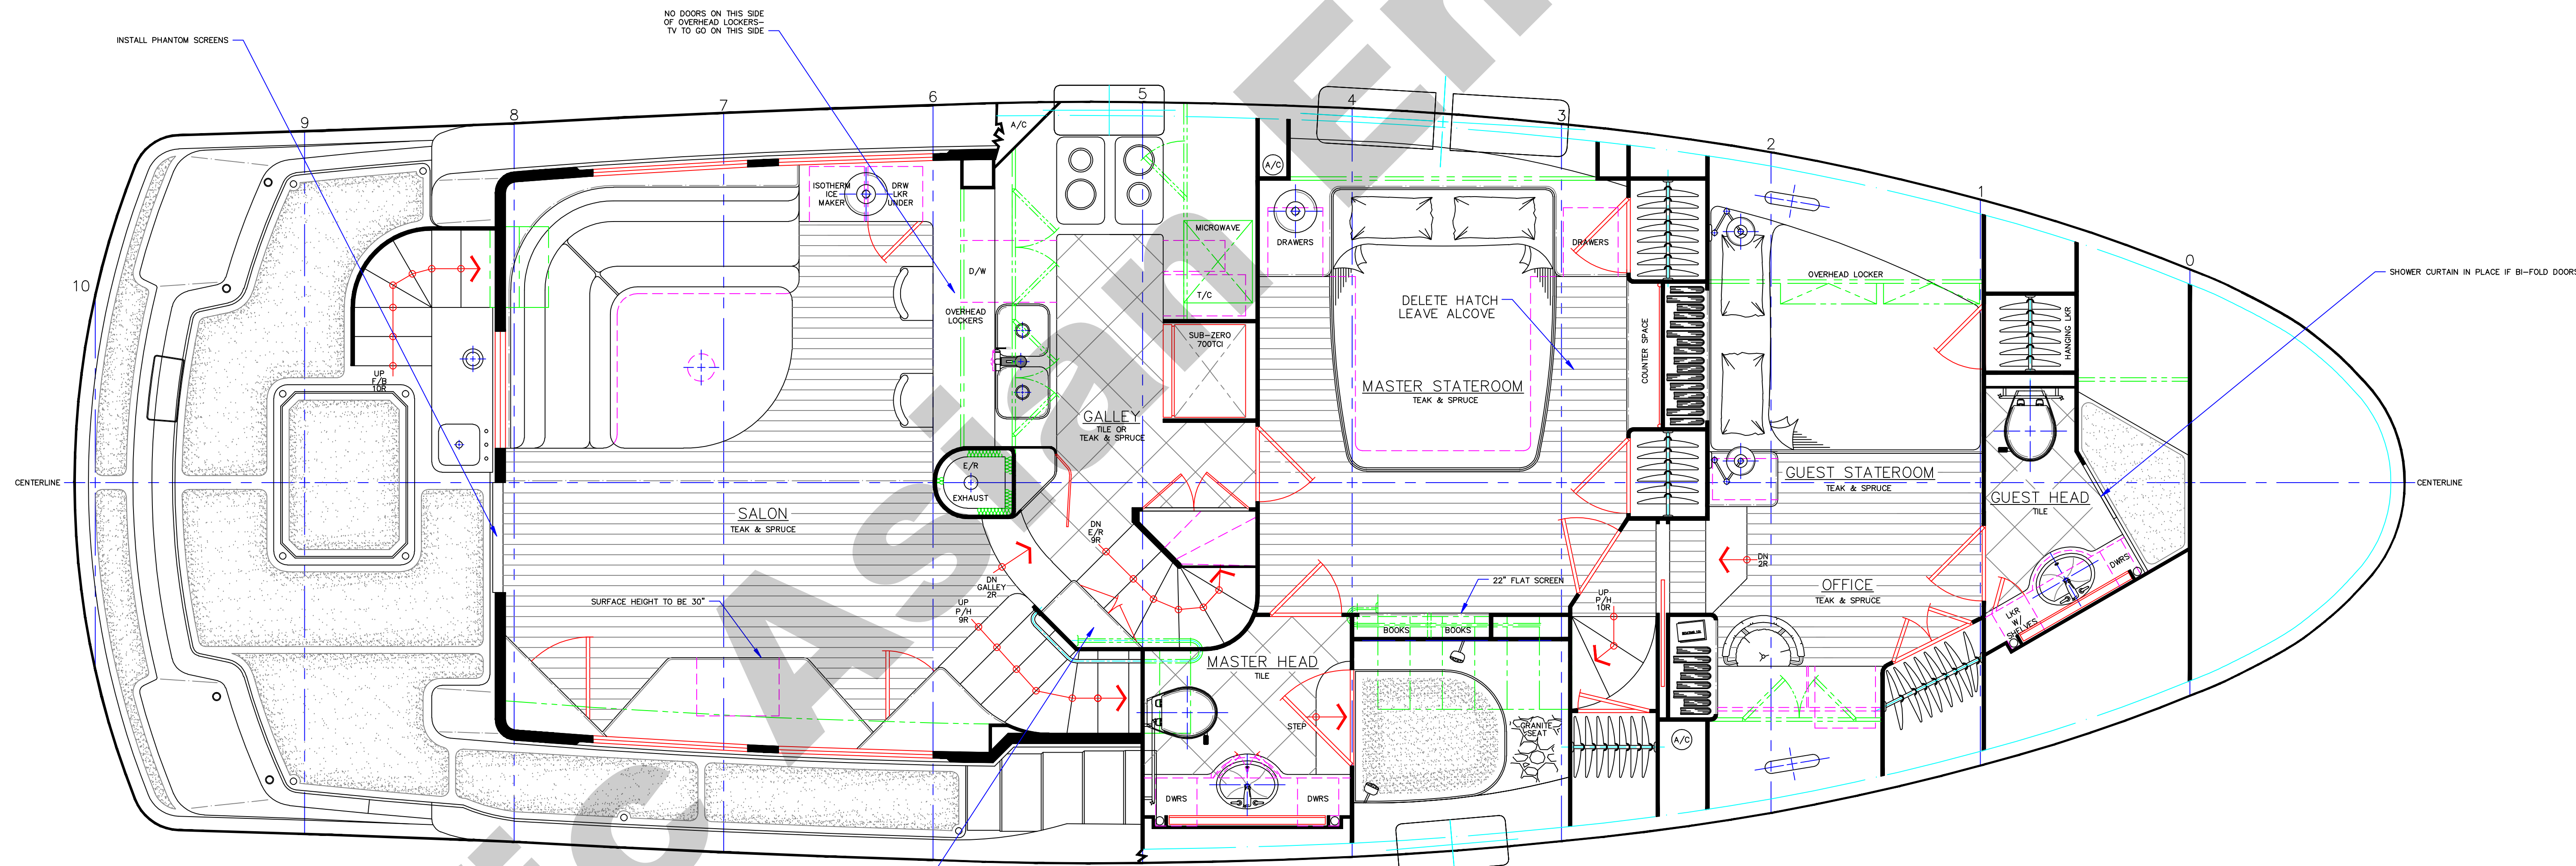 NO DOORS ON THIS SIDE
OF OVERHEAD LOCKERS-
TV TO GO ON THIS SIDE
INSTALL PHANTOM SCREENS
10
9
8
7
6
5
4
3
2
1
0
A/C
ISOTHERM
ICE
MAKER
DRW
LKR
UNDER
D/W
OVERHEAD
LOCKERS
MICROWAVE
T/C
SUB-ZERO
700TCI
GALLEY
TILE OR
TEAK & SPRUCE
A/C
DRAWERS
DRAWERS
DELETE HATCH
LEAVE ALCOVE
MASTER STATEROOM
TEAK & SPRUCE
COUNTER SPACE
OVERHEAD LOCKER
HANGING LKR
SHOWER CURTAIN IN PLACE IF BI-FOLD DOORS
UP
F/B
10R
CENTERLINE
E/R
EXHAUST
SALON
TEAK & SPRUCE
GUEST STATEROOM
TEAK & SPRUCE
GUEST HEAD
TILE
CENTERLINE
DN
E/R
9R
DN
GALLEY
2R
UP
P/H
9R
SURFACE HEIGHT TO BE 30"
22" FLAT SCREEN
BOOKS
BOOKS
UP
P/H
10R
DN
2R
OFFICE
TEAK & SPRUCE
DWRS
LKR
W/
SHELVES
MASTER HEAD
TILE
STEP
GRANITE
SEAT
A/C
DWRS
DWRS
c Asian En